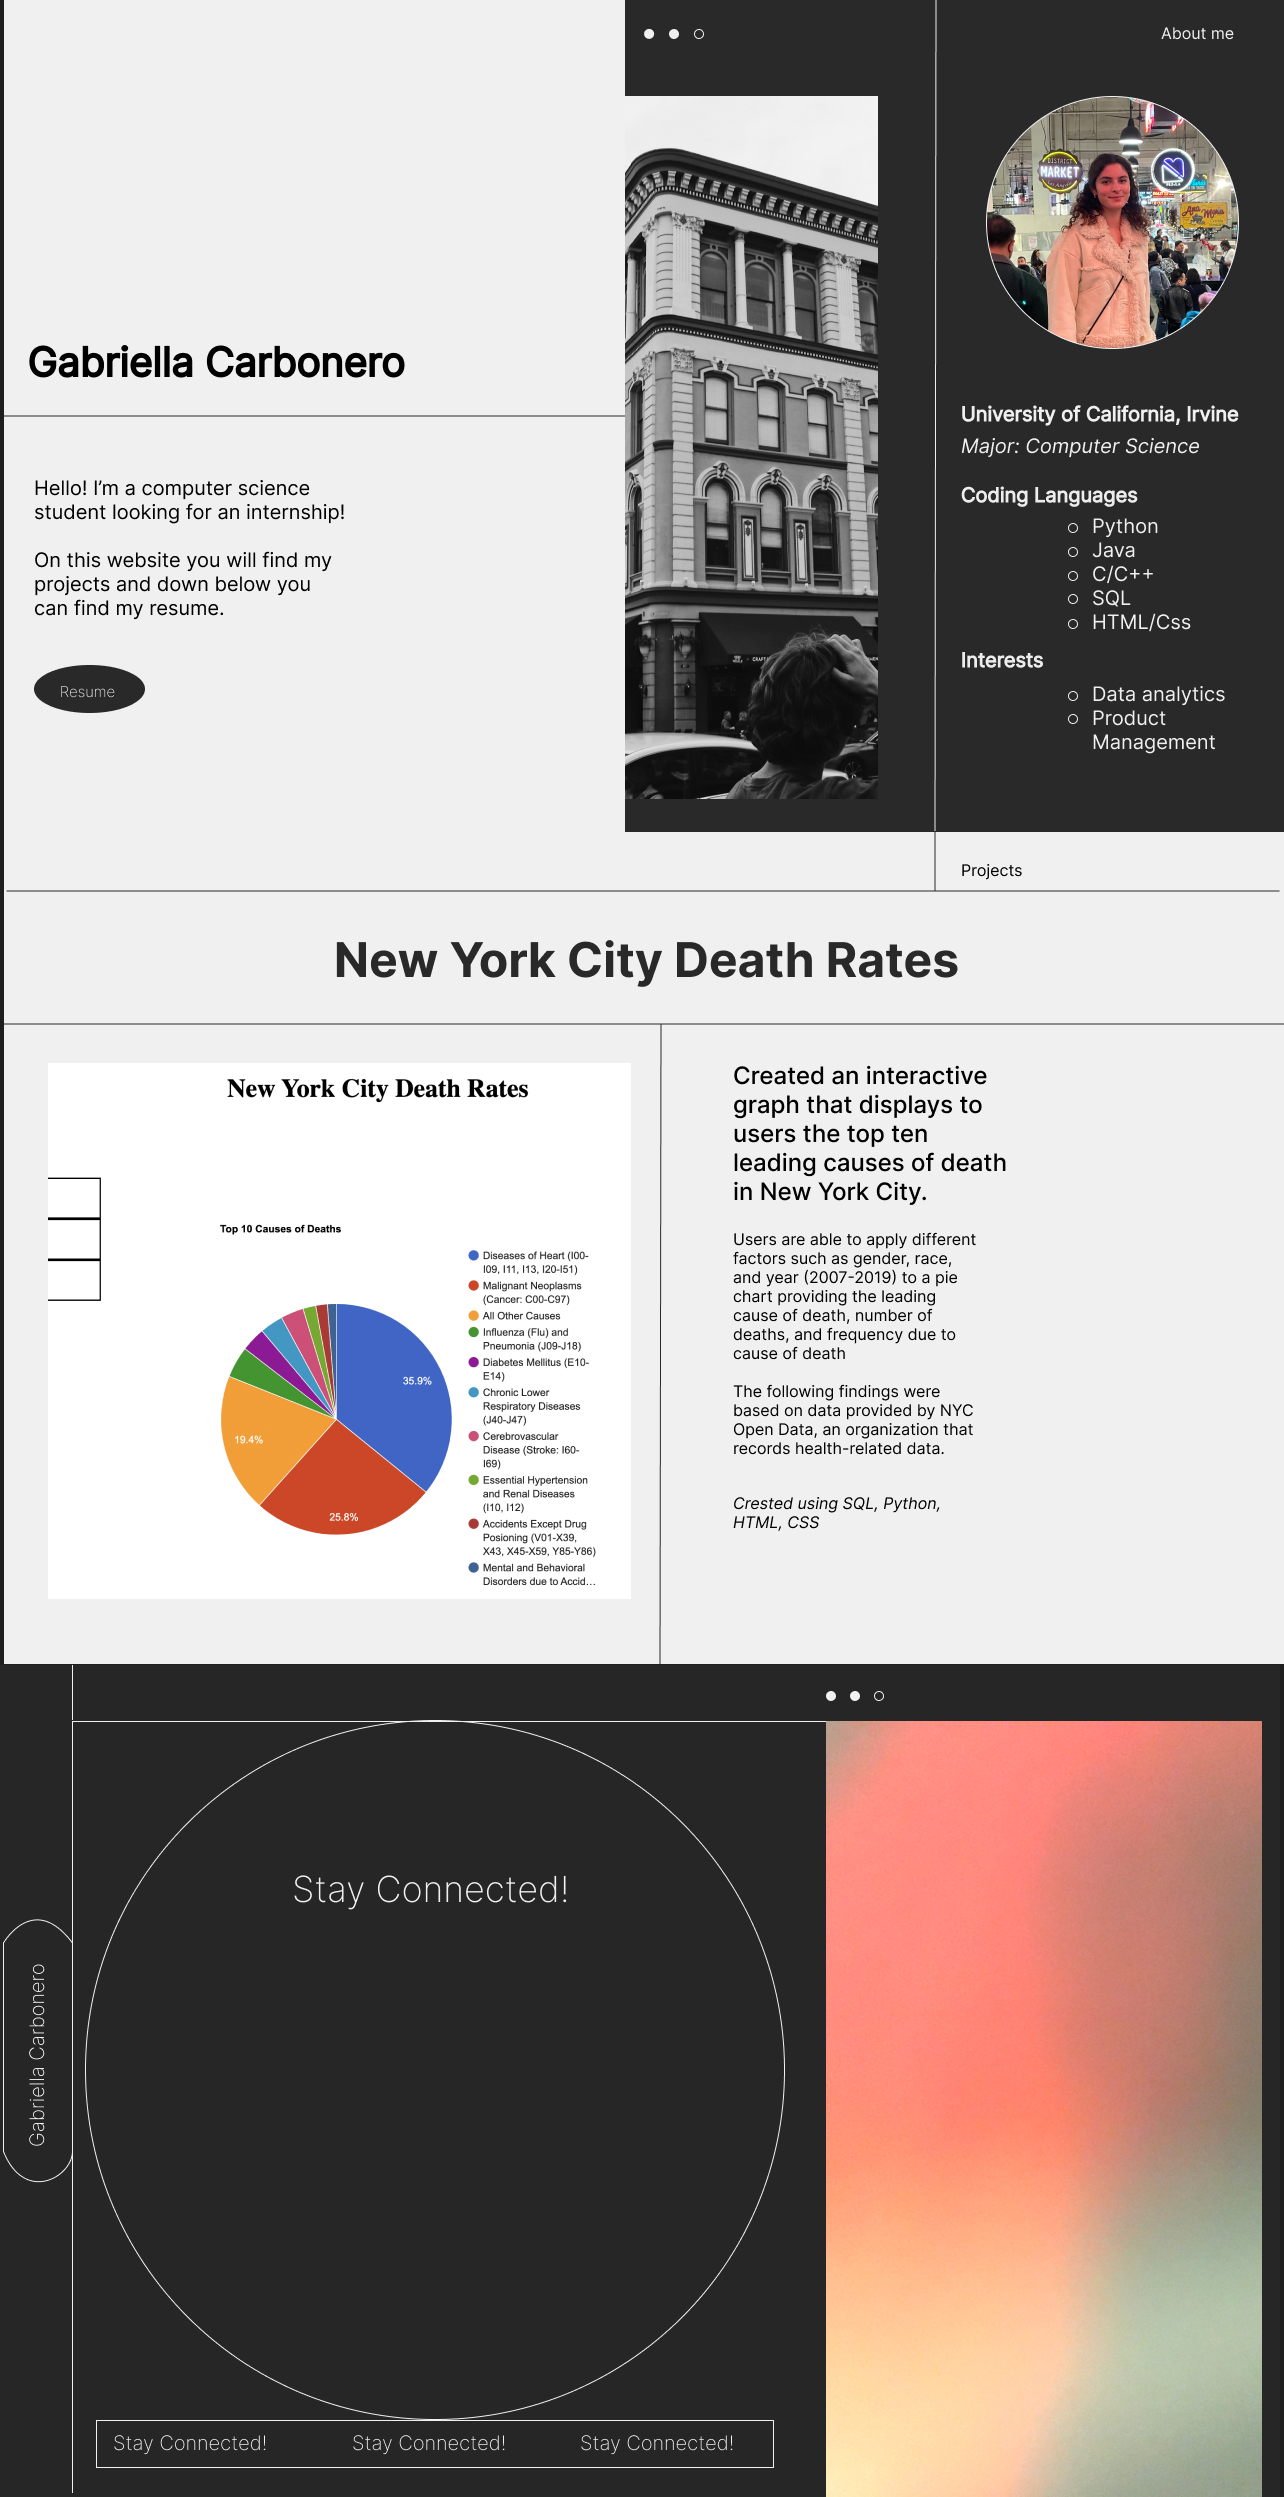 Gabriella Carbonero
Hello! I’m a computer science
student looking for an internship!
On this website you will find my
projects and down below you
can find my resume.
Resume
About me
DISTRICT
MARKET
University of California, Irvine
Major: Computer Science
Coding Languages
Python
Java
C/C++
SQL
HTML/Css
Interests
Data analytics
Product
Management
Projects
New York City Death Rates
New York City Death Rates
Top 10 Causes of Deaths
35.9%
19.4%
25.8%
Diseases of Heart (I00-
I09, I11, I13, I20-I51)
Malignant Neoplasms
(Cancer: C00-C97)
All Other Causes
Influenza (Flu) and
Pneumonia (J09-J18)
Diabetes Mellitus (E10-
E14)
Chronic Lower
Respiratory Diseases
(J40-J47)
Cerebrovascular
Disease (Stroke: I60-
I69)
Essential Hypertension
and Renal Diseases
(I10, I12)
Accidents Except Drug
Posioning (V01-X39,
X43, X45-X59, Y85-Y86)
Mental and Behavioral
Disorders due to Accid…
Created an interactive
graph that displays to
users the top ten
leading causes of death
in New York City.
Users are able to apply different
factors such as gender, race,
and year (2007-2019) to a pie
chart providing the leading
cause of death, number of
deaths, and frequency due to
cause of death
The following findings were
based on data provided by NYC
Open Data, an organization that
records health-related data.
Crested using SQL, Python,
HTML, CSS
Gabriella Carbonero
Stay Connected!
Stay Connected! Stay Connected! Stay Connected!